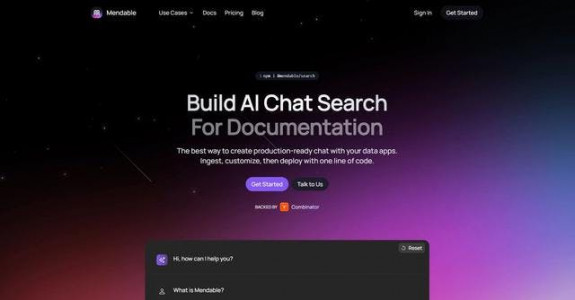 Mendable
Use Cases
Docs
Pricing
Blog
Sign in
Get Started
npm i @mendable/search
Build AI Chat Search
For Documentation
The best way to create production-ready chat with your data apps.
Ingest, customize, then deploy with one line of code.
Get Started
Talk to Us
BACKED BY Y Combinator
Reset
Hi, how can I help you?
What is Mendable?